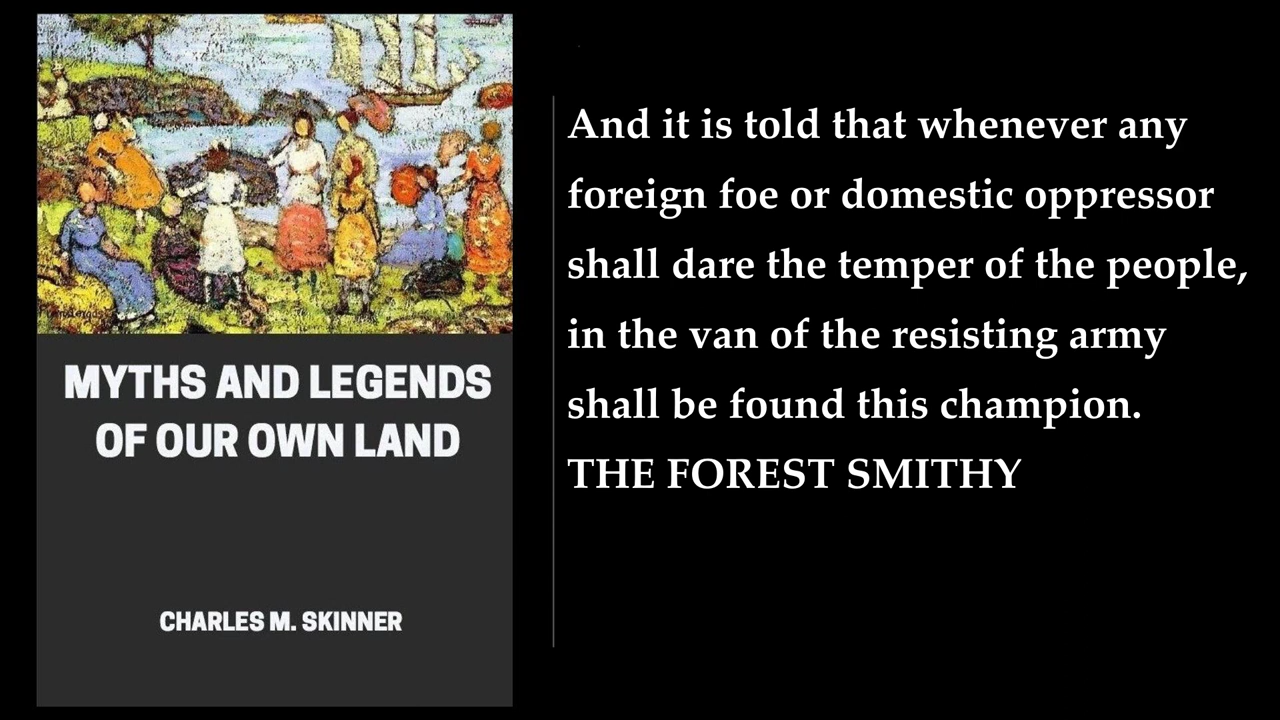 MYTHS AND LEGENDS
OF OUR OWN LAND
CHARLES M. SKINNER
And it is told that whenever any
foreign foe or domestic oppressor
shall dare the temper of the people,
in the van of the resisting army
shall be found this champion.
THE FOREST SMITHY